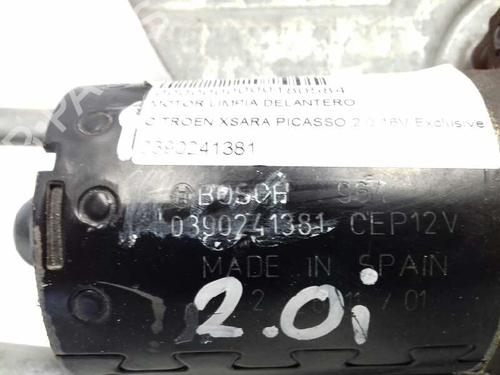 MOTOR LIMPIA DELANTERO
CITROEN XSARA PICASSO 2.0 16V Exclusive
0390241381
BOSCH
0390241381 CEP12V
MADE IN SPAIN
/01
2.0i